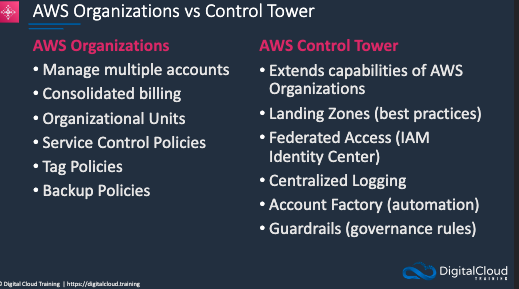 AWS Organizations vs Control Tower
AWS Organizations
• Manage multiple accounts
• Consolidated billing
• Organizational Units
• Service Control Policies
• Tag Policies
• Backup Policies
AWS Control Tower
• Extends capabilities of AWS
Organizations
• Landing Zones (best practices)
• Federated Access (IAM
Identity Center)
• Centralized Logging
• Account Factory (automation)
• Guardrails (governance rules)
DigitalCloud
TRAINING
© Digital Cloud Training | https://digitalcloud.training